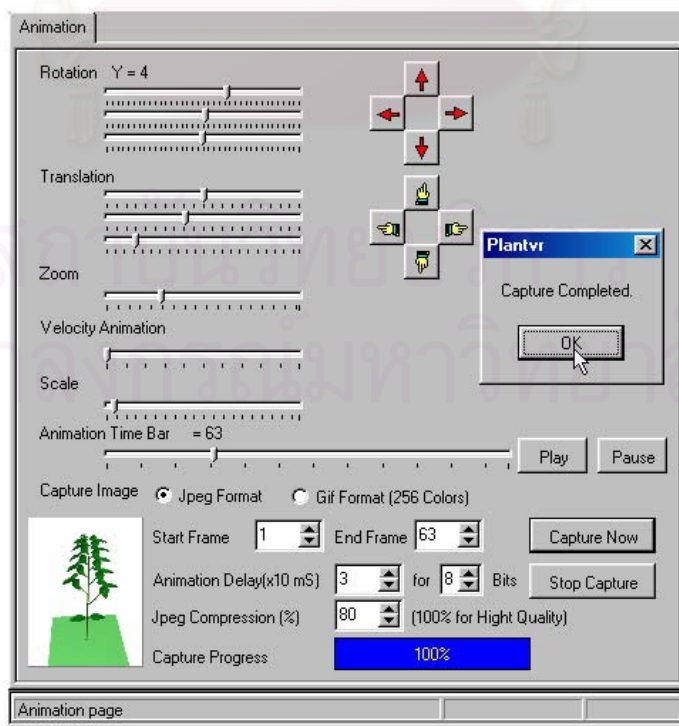 Animation
Rotation Y = 4
Translation
Zoom
Velocity Animation
Scale
Animation Time Bar = 63
Play Pause
Plantvr
Capture Completed.
OK
Capture Image Jpeg Format Gif Format (256 Colors)
Start Frame 1 End Frame 63 Capture Now
Animation Delay(x10 mS) 3 for 8 Bits Stop Capture
Jpeg Compression (%) 80 (100% for Hight Quality)
Capture Progress 100%
Animation page